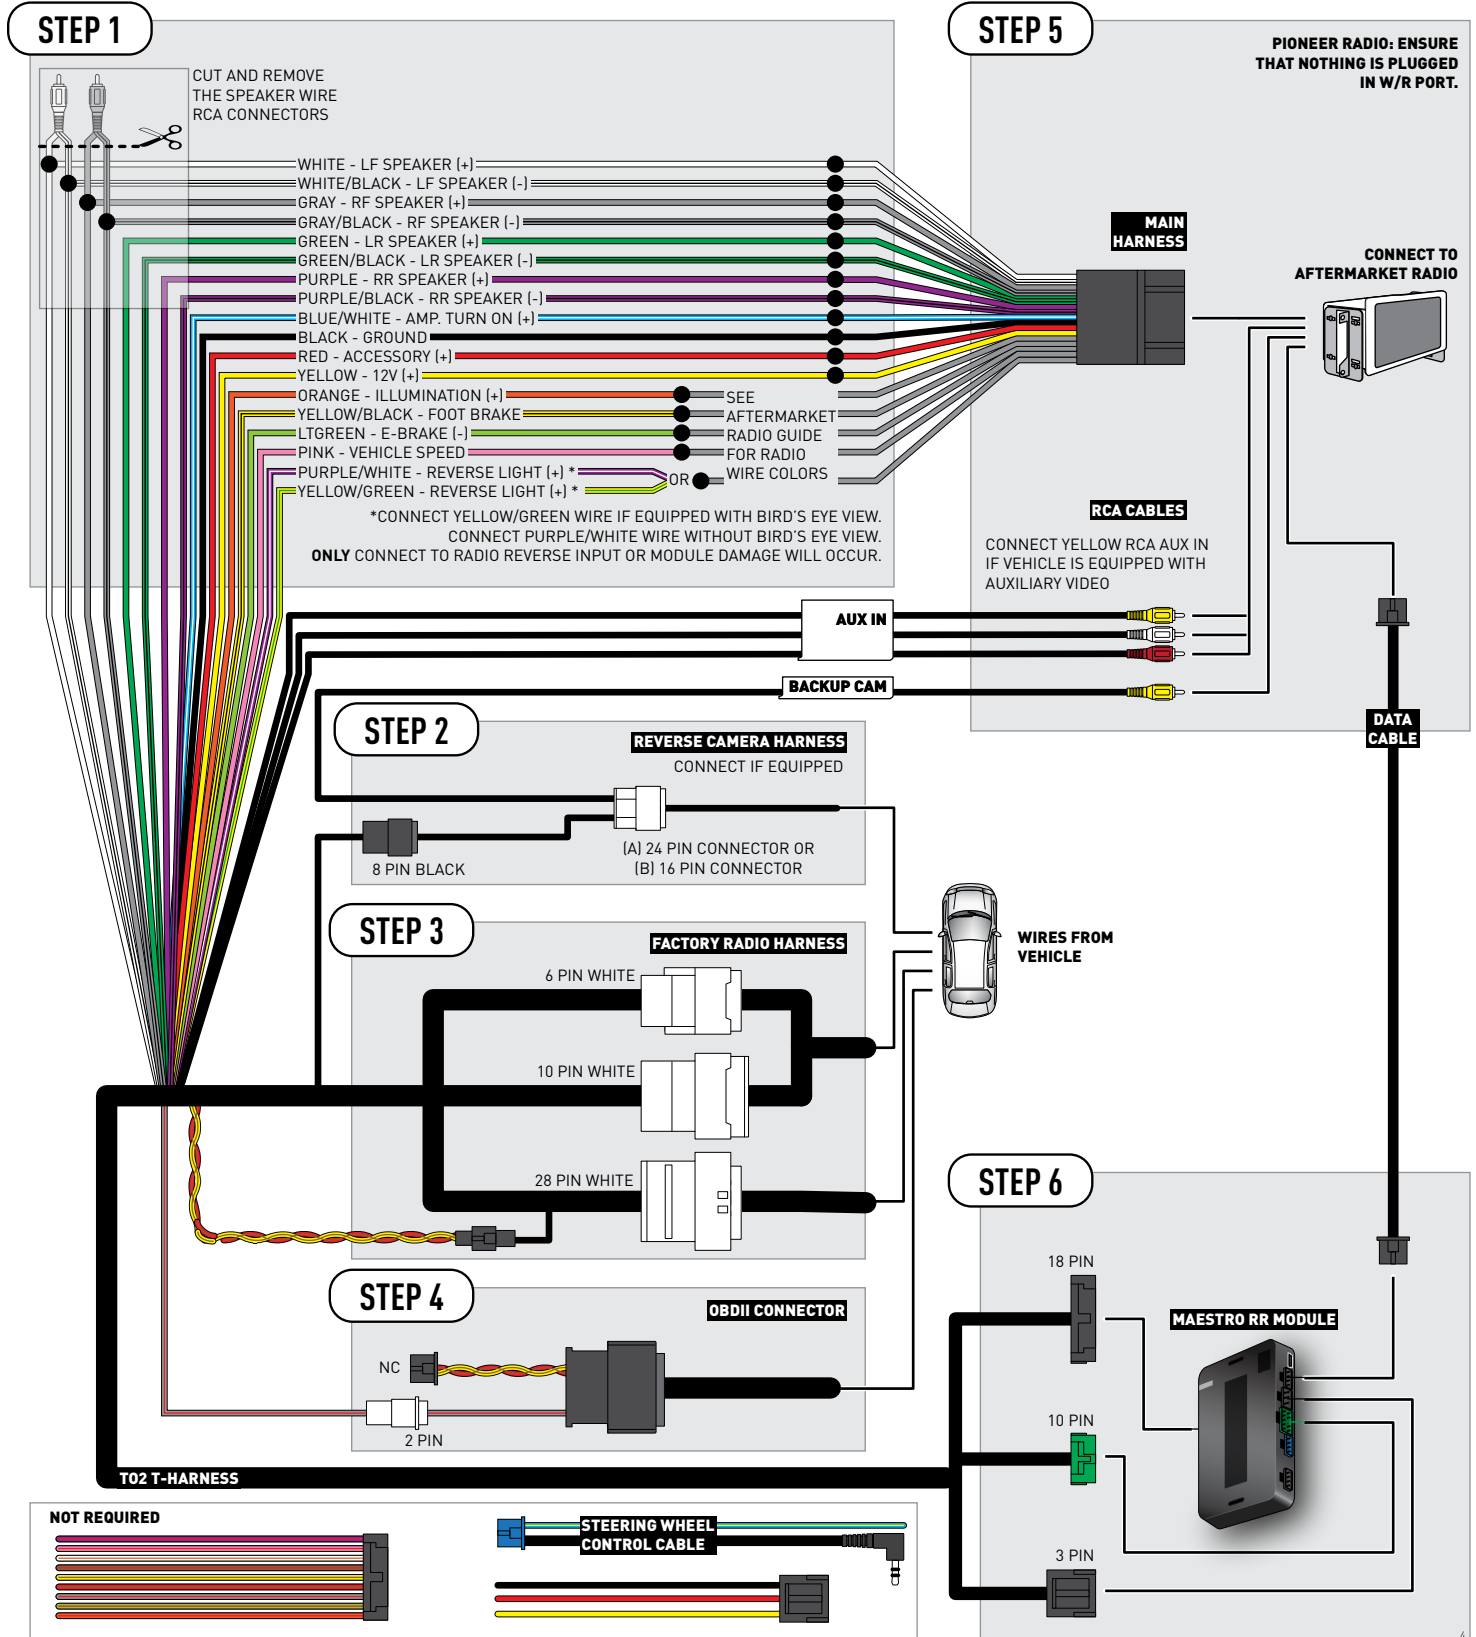 STEP 1
CUT AND REMOVE
THE SPEAKER WIRE
RCA CONNECTORS
WHITE - LF SPEAKER (+)
WHITE/BLACK - LF SPEAKER (-)
GRAY - RF SPEAKER (+)
GRAY/BLACK - RF SPEAKER (-)
GREEN - LR SPEAKER (+)
GREEN/BLACK - LR SPEAKER (-)
PURPLE - RR SPEAKER (+)
PURPLE/BLACK - RR SPEAKER (-)
BLUE/WHITE - AMP. TURN ON (+)
BLACK - GROUND
RED - ACCESSORY (+)
YELLOW - 12V (+)
ORANGE - ILLUMINATION (+)
YELLOW/BLACK - FOOT BRAKE
LTGREEN - E-BRAKE (-)
PINK - VEHICLE SPEED
PURPLE/WHITE - REVERSE LIGHT (+) *
YELLOW/GREEN - REVERSE LIGHT (+) *
OR
SEE
AFTERMARKET
RADIO GUIDE
FOR RADIO
WIRE COLORS
*CONNECT YELLOW/GREEN WIRE IF EQUIPPED WITH BIRD'S EYE VIEW.
CONNECT PURPLE/WHITE WIRE WITHOUT BIRD'S EYE VIEW.
ONLY CONNECT TO RADIO REVERSE INPUT OR MODULE DAMAGE WILL OCCUR.
STEP 5
PIONEER RADIO: ENSURE
THAT NOTHING IS PLUGGED
IN W/R PORT.
MAIN
HARNESS
CONNECT TO
AFTERMARKET RADIO
RCA CABLES
CONNECT YELLOW RCA AUX IN
IF VEHICLE IS EQUIPPED WITH
AUXILIARY VIDEO
AUX IN
BACKUP CAM
DATA
CABLE
STEP 2
REVERSE CAMERA HARNESS
CONNECT IF EQUIPPED
8 PIN BLACK
(A) 24 PIN CONNECTOR OR
(B) 16 PIN CONNECTOR
STEP 3
FACTORY RADIO HARNESS
6 PIN WHITE
10 PIN WHITE
28 PIN WHITE
WIRES FROM
VEHICLE
STEP 4
OBDII CONNECTOR
NC
2 PIN
T02 T-HARNESS
STEP 6
18 PIN
MAESTRO RR MODULE
10 PIN
3 PIN
NOT REQUIRED
STEERING WHEEL
CONTROL CABLE